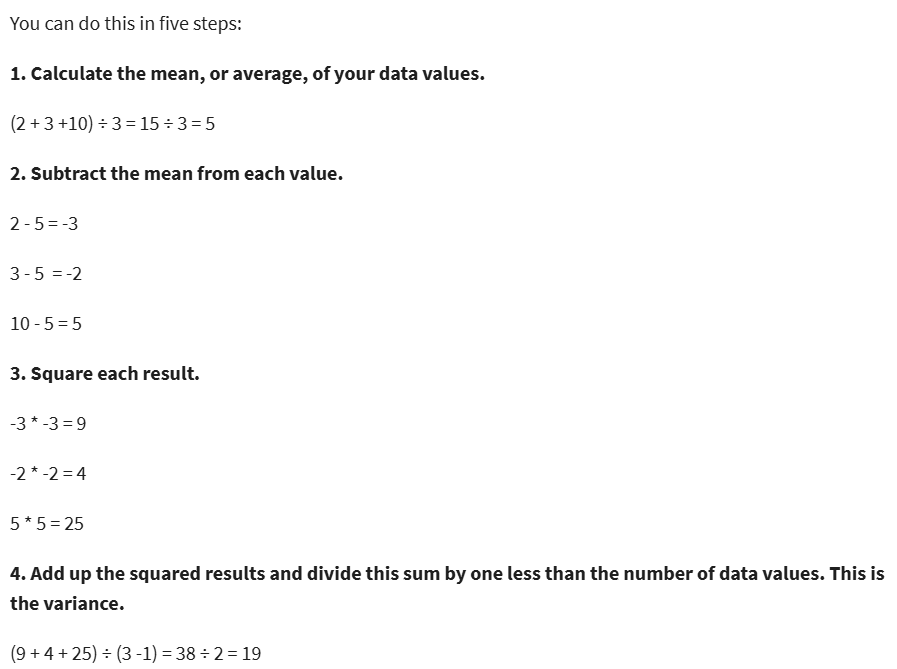 You can do this in five steps:
1. Calculate the mean, or average, of your data values.
(2 + 3 +10) ÷ 3 = 15 ÷ 3 = 5
2. Subtract the mean from each value.
2 - 5 = -3
3 - 5  = -2
10 - 5 = 5
3. Square each result.
-3 * -3 = 9
-2 * -2 = 4
5 * 5 = 25
4. Add up the squared results and divide this sum by one less than the number of data values. This is
the variance.
(9 + 4 + 25) ÷ (3 -1) = 38 ÷ 2 = 19